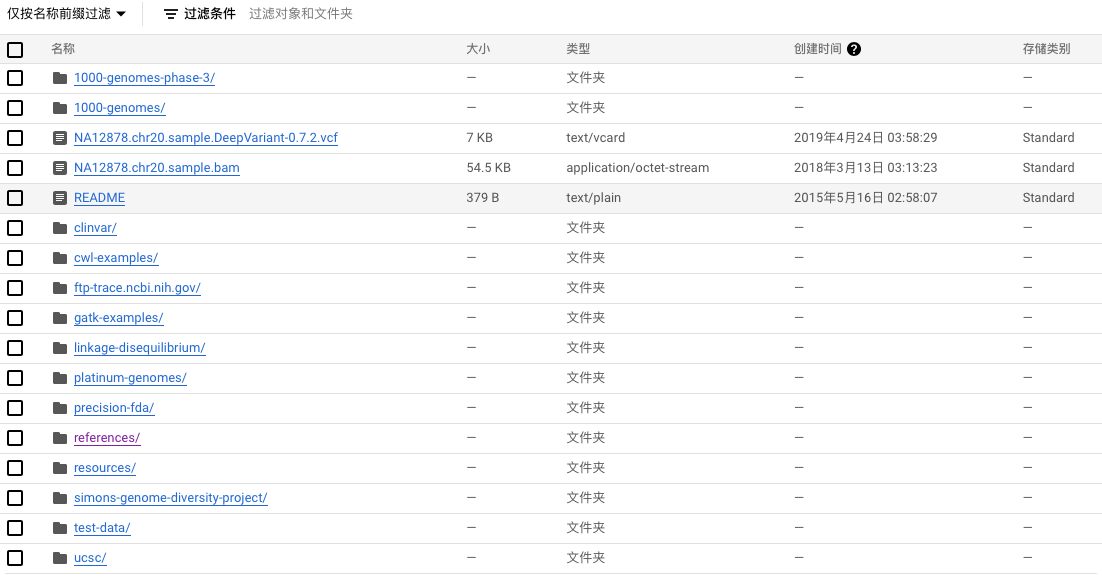 仅按名称前缀过滤 过滤条件 过滤对象和文件夹
名称 大小 类型 创建时间 ? 存储类别
1000-genomes-phase-3/ — 文件夹 — —
1000-genomes/ — 文件夹 — —
NA12878.chr20.sample.DeepVariant-0.7.2.vcf 7 KB text/vcard 2019年4月24日 03:58:29 Standard
NA12878.chr20.sample.bam 54.5 KB application/octet-stream 2018年3月13日 03:13:23 Standard
README 379 B text/plain 2015年5月16日 02:58:07 Standard
clinvar/ — 文件夹 — —
cwl-examples/ — 文件夹 — —
ftp-trace.ncbi.nih.gov/ — 文件夹 — —
gatk-examples/ — 文件夹 — —
linkage-disequilibrium/ — 文件夹 — —
platinum-genomes/ — 文件夹 — —
precision-fda/ — 文件夹 — —
references/ — 文件夹 — —
resources/ — 文件夹 — —
simons-genome-diversity-project/ — 文件夹 — —
test-data/ — 文件夹 — —
ucsc/ — 文件夹 — —